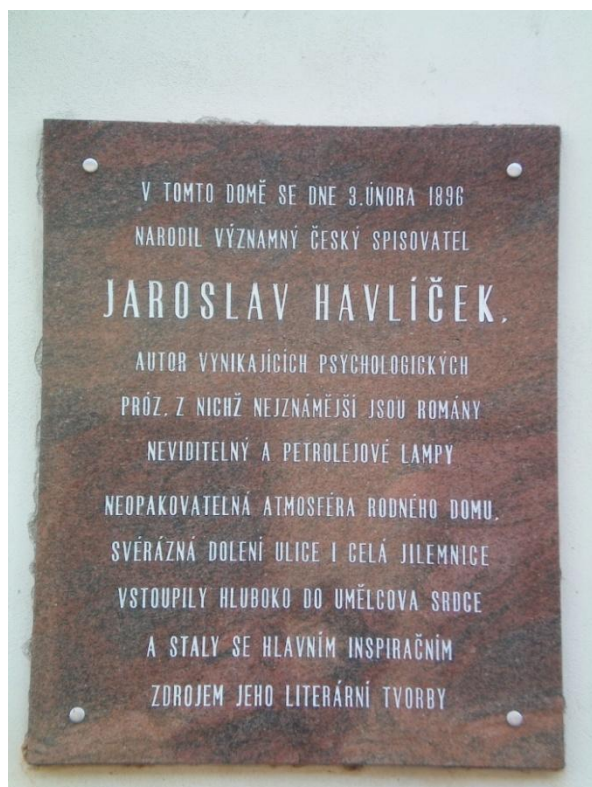 V TOMTO DOMĚ SE DNE 3.ÚNORA 1896
NARODIL VÝZNAMNÝ ČESKÝ SPISOVATEL
JAROSLAV HAVLÍČEK,
AUTOR VYNIKAJÍCÍCH PSYCHOLOGICKÝCH
PRÓZ, Z NICHŽ NEJZNÁMĚJŠÍ JSOU ROMÁNY
NEVIDITELNÝ A PETROLEJOVÉ LAMPY
NEOPAKOVATELNÁ ATMOSFÉRA RODNÉHO DOMU,
SVÉRÁZNÁ DOLENÍ ULICE I CELÁ JILEMNICE
VSTOUPILY HLUBOKO DO UMĚLCOVA SRDCE
A STALY SE HLAVNÍM INSPIRAČNÍM
ZDROJEM JEHO LITERÁRNÍ TVORBY